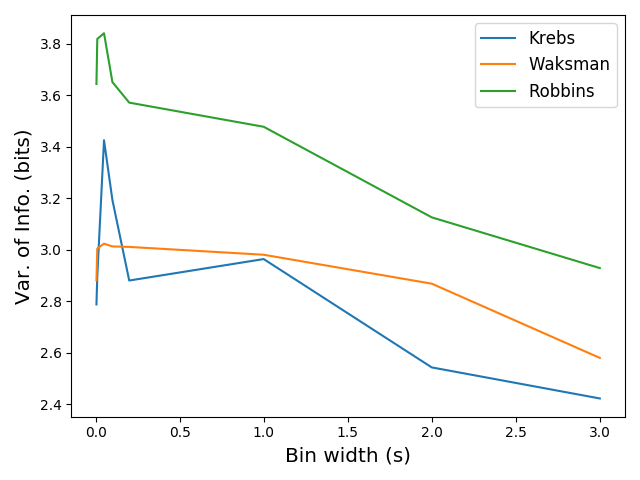 Krebs
Waksman
Robbins
3.8
3.6
3.4
3.2
3.0
2.8
2.6
2.4
Var. of Info. (bits)
0.0 0.5 1.0 1.5 2.0 2.5 3.0
Bin width (s)